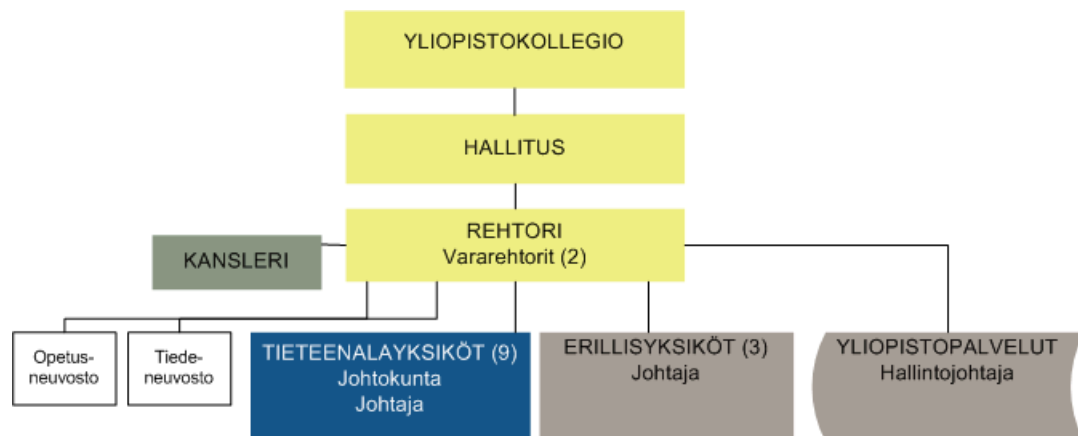 YLIOPISTOKOLLEGIO
HALLITUS
REHTORI
Vararehtorit (2)
KANSLERI
Opetus-
neuvosto
Tiede-
neuvosto
TIETEENALAYKSIKÖT (9)
Johtokunta
Johtaja
ERILLISYKSIKÖT (3)
Johtaja
YLIOPISTOPALVELUT
Hallintojohtaja